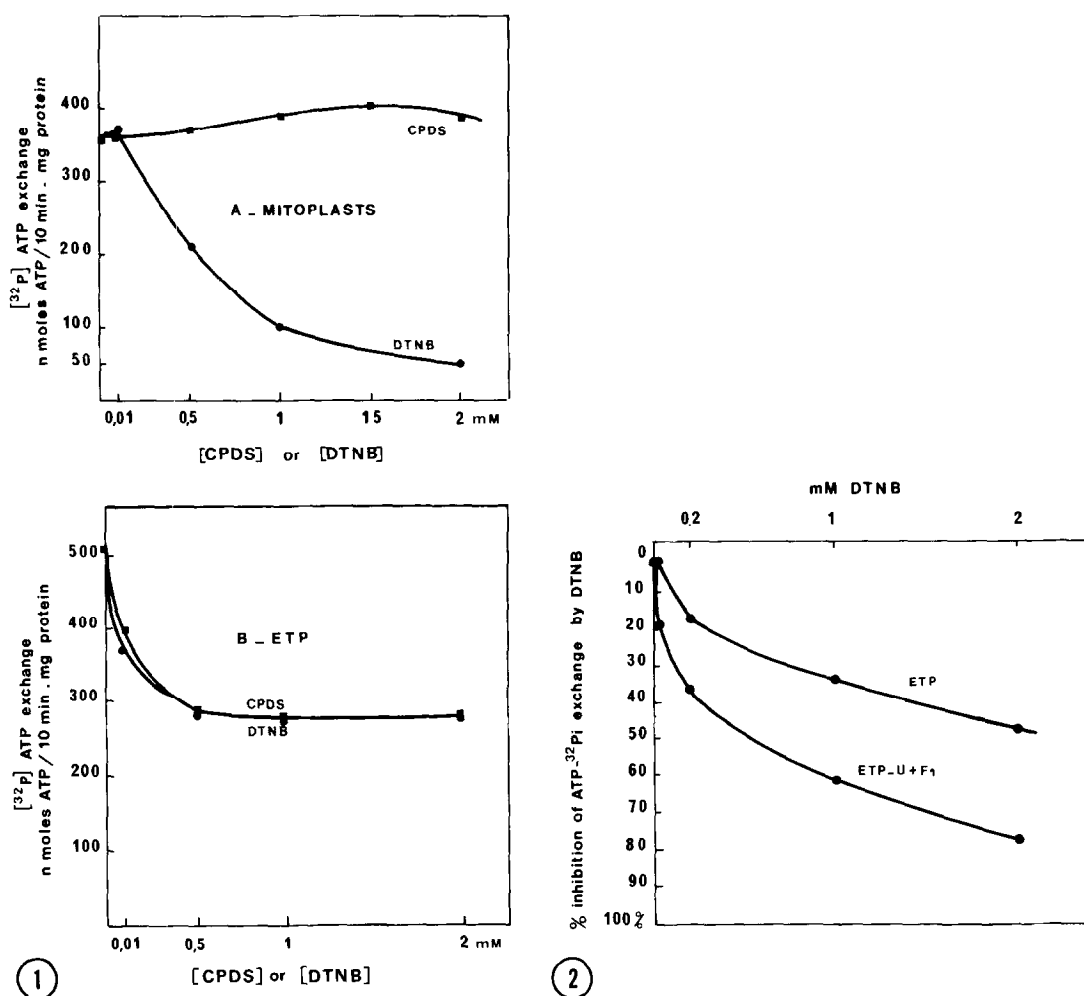 [³²P] ATP exchange
n moles ATP/10 min. mg protein
400
300
200
100
50
CPDS
A _ MITOPLASTS
DTNB
0,01 0,5 1 15 2 mM
[CPDS] or [DTNB]
[³²P] ATP exchange
n moles ATP/10 min. mg protein
500
400
300
200
100
B _ ETP
CPDS
DTNB
0,01 0,5 1 2 mM
[CPDS] or [DTNB]
1
mM DTNB
0.2 1 2
% inhibition of ATP-³²Pi exchange by DTNB
0
10
20
30
40
50
60
70
80
90
100%
ETP
ETP_U+F1
2